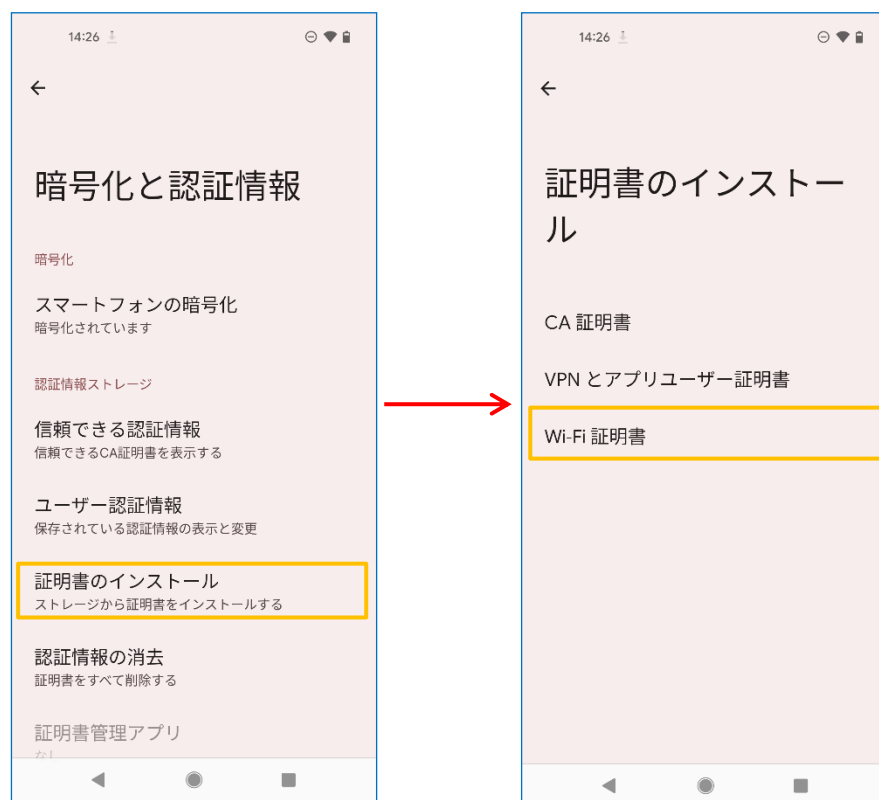 14:26
暗号化と認証情報
暗号化
スマートフォンの暗号化
暗号化されています
認証情報ストレージ
信頼できる認証情報
信頼できるCA証明書を表示する
ユーザー認証情報
保存されている認証情報の表示と変更
証明書のインストール
ストレージから証明書をインストールする
認証情報の消去
証明書をすべて削除する
証明書管理アプリ
なし
14:26
証明書のインストー
ル
CA 証明書
VPN とアプリユーザー証明書
Wi-Fi 証明書